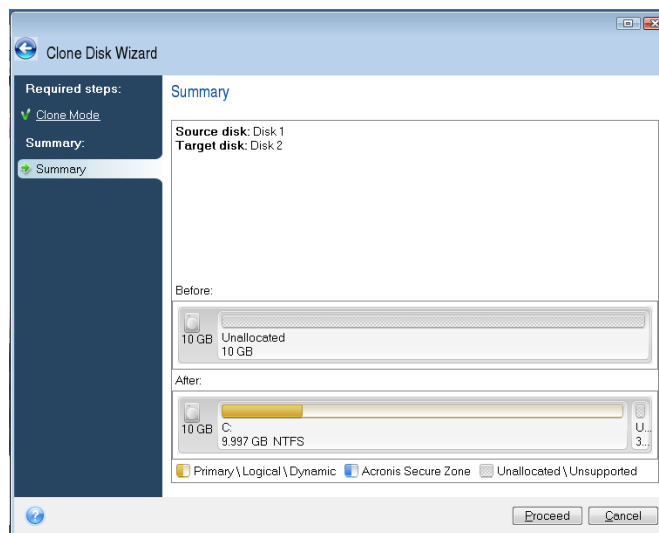 Clone Disk Wizard
Required steps:
Clone Mode
Summary:
Summary
Summary
Source disk: Disk 1
Target disk: Disk 2
Before:
10 GB
Unallocated
10 GB
After:
10 GB
C:
9.997 GB NTFS
U...
3...
Primary \ Logical \ Dynamic Acronis Secure Zone Unallocated \ Unsupported
? Proceed Cancel